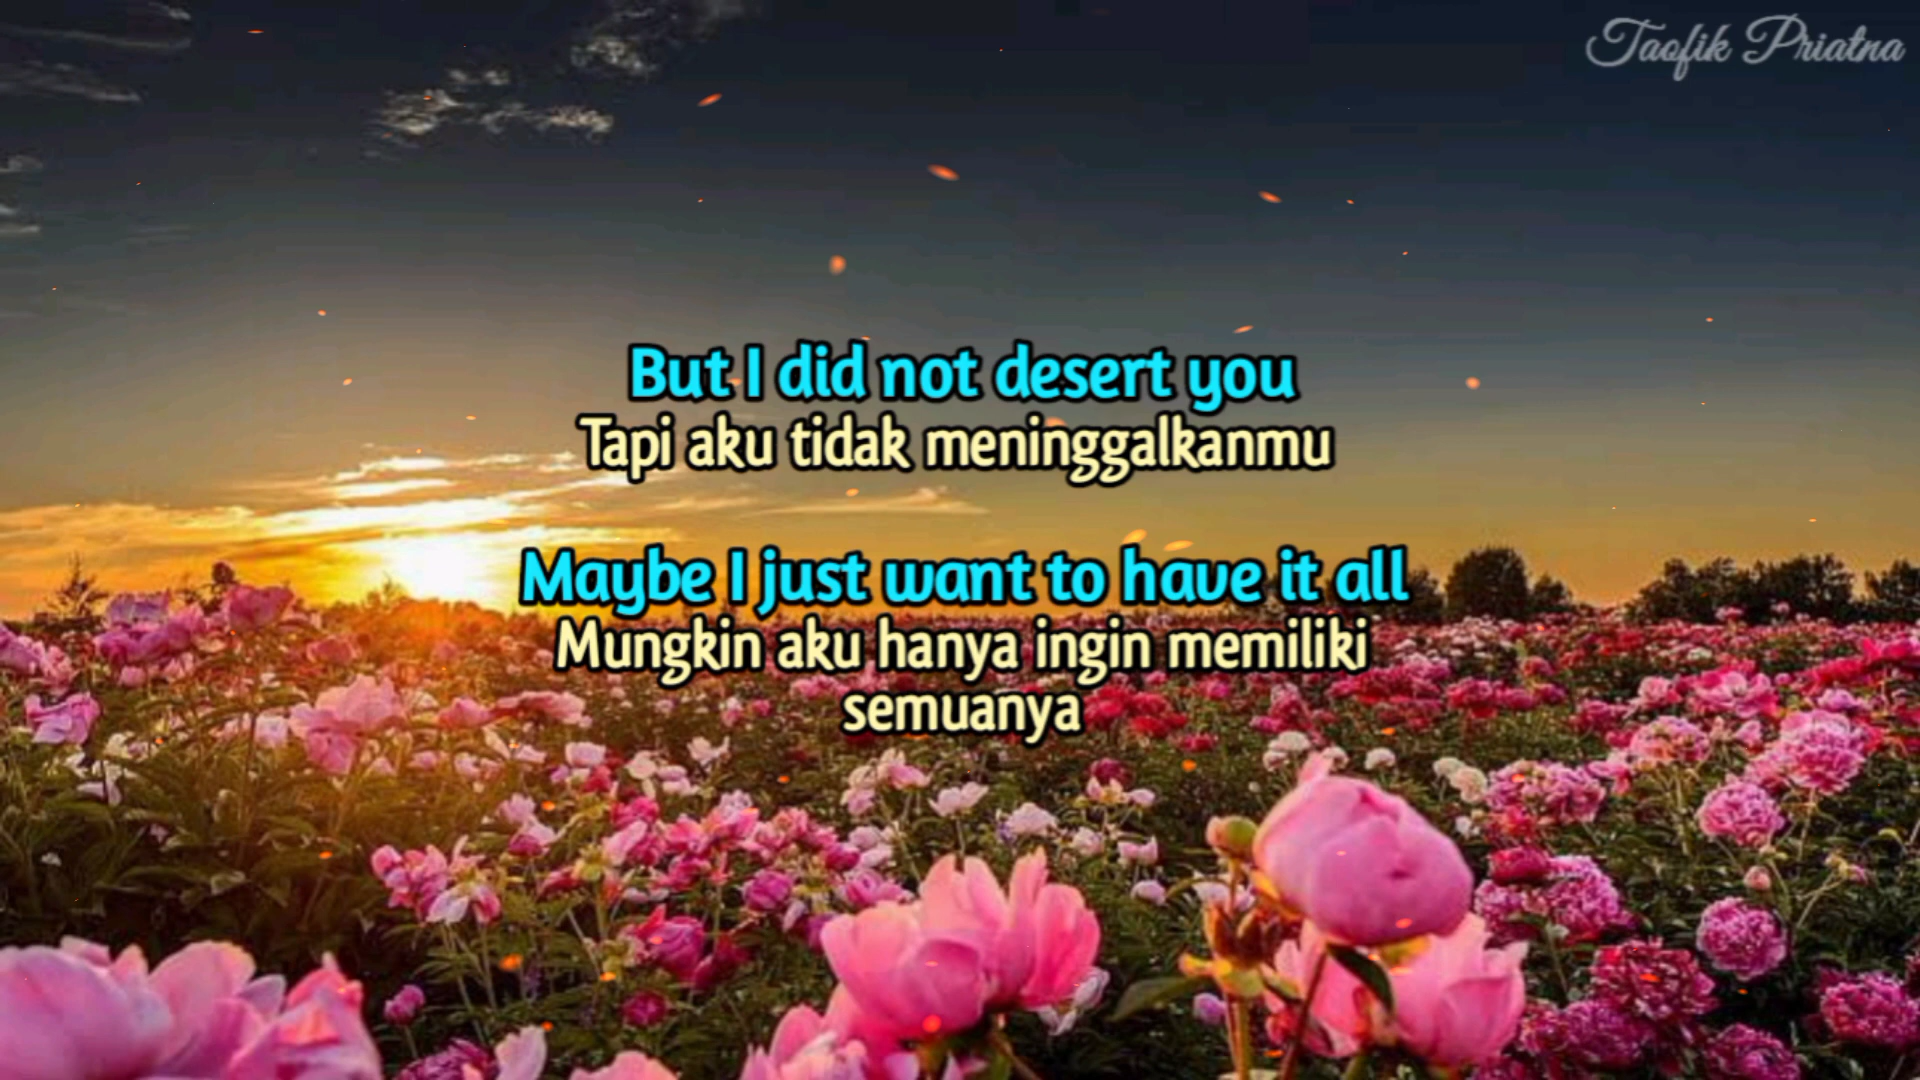 Taofik Priatna
But I did not desert you
Tapi aku tidak meninggalkanmu
Maybe I just want to have it all
Mungkin aku hanya ingin memiliki
semuanya